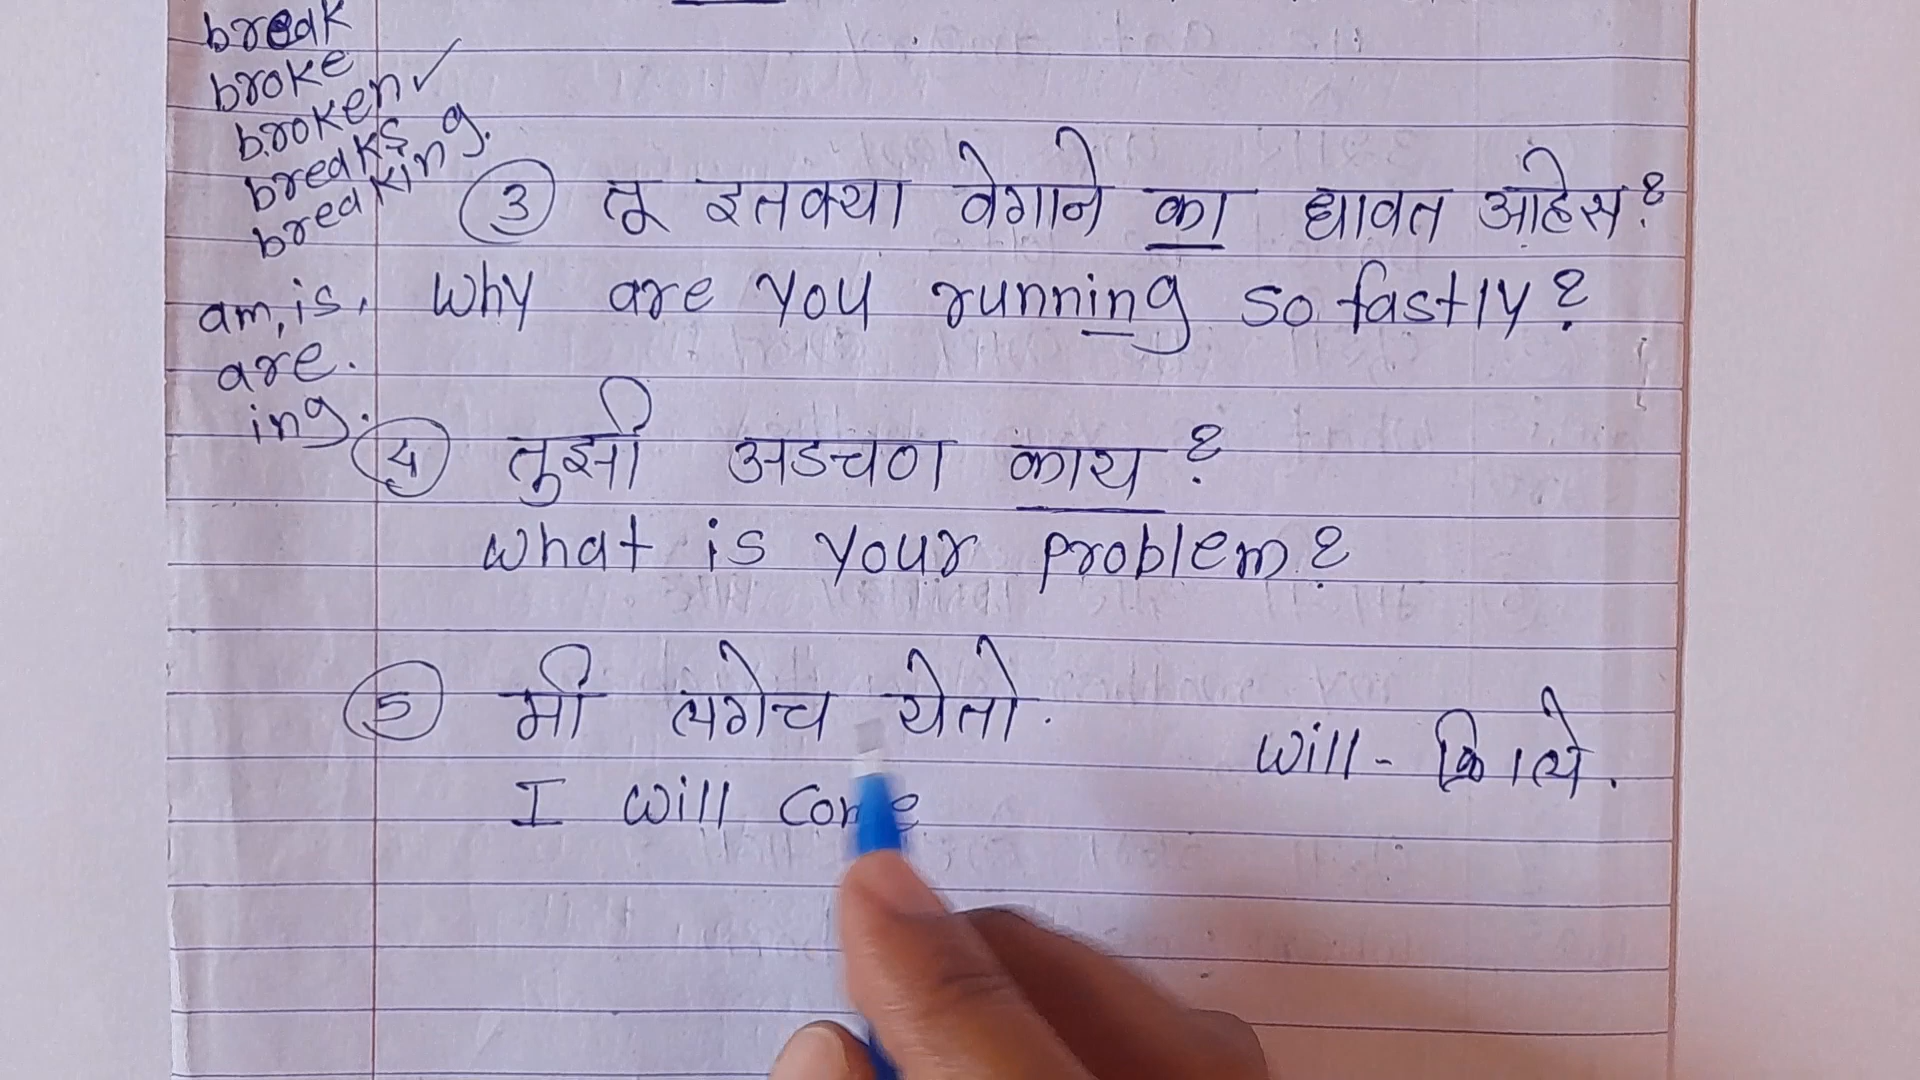 break
broke
broken ✓
breaks
breaking.
③ तू इतक्या वेगाने का धावत आहेस?
am, is,
are.
ing.
Why are you running so fastly?
④ तुझी अडचण काय?
What is your problem?
⑤ मी लगेच येतो.
will - क्रि १ ले.
I will come